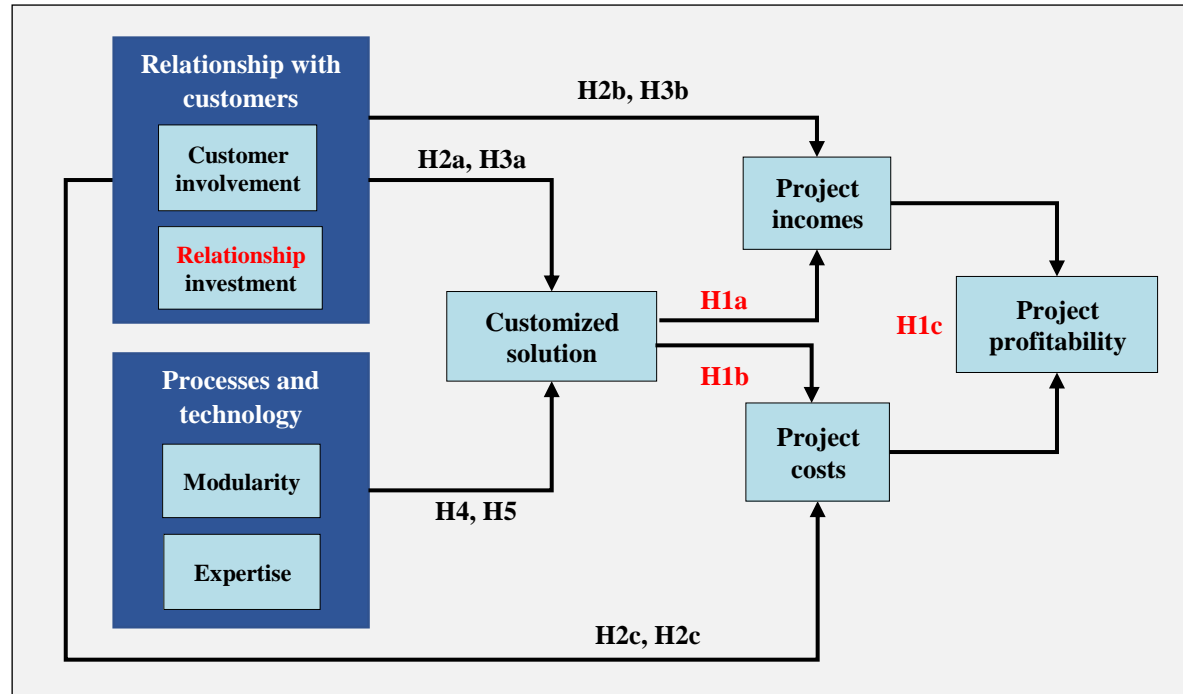 Relationship with
customers
Customer
involvement
Relationship
investment
Processes and
technology
Modularity
Expertise
H2b, H3b
H2a, H3a
H4, H5
H2c, H2c
Customized
solution
H1a
H1b
Project
incomes
Project
costs
H1c
Project
profitability